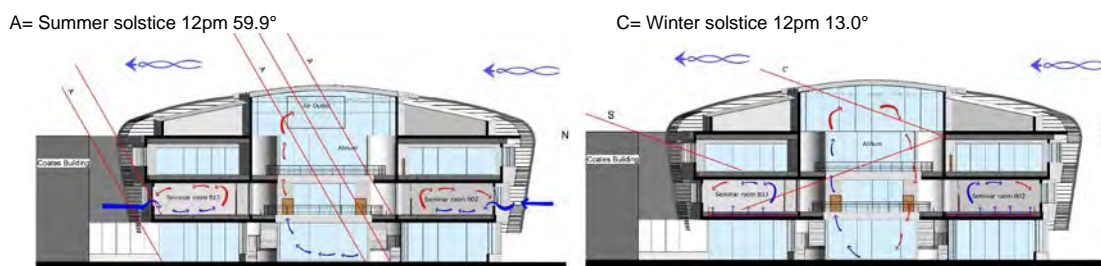 A= Summer solstice 12pm 59.9°
C= Winter solstice 12pm 13.0°
A
A
A
Air Outlet
Atrium
N
Coates Building
Seminar room B13
Seminar room B02
C
S
Atrium
Coates Building
Seminar room B13
Seminar room B02